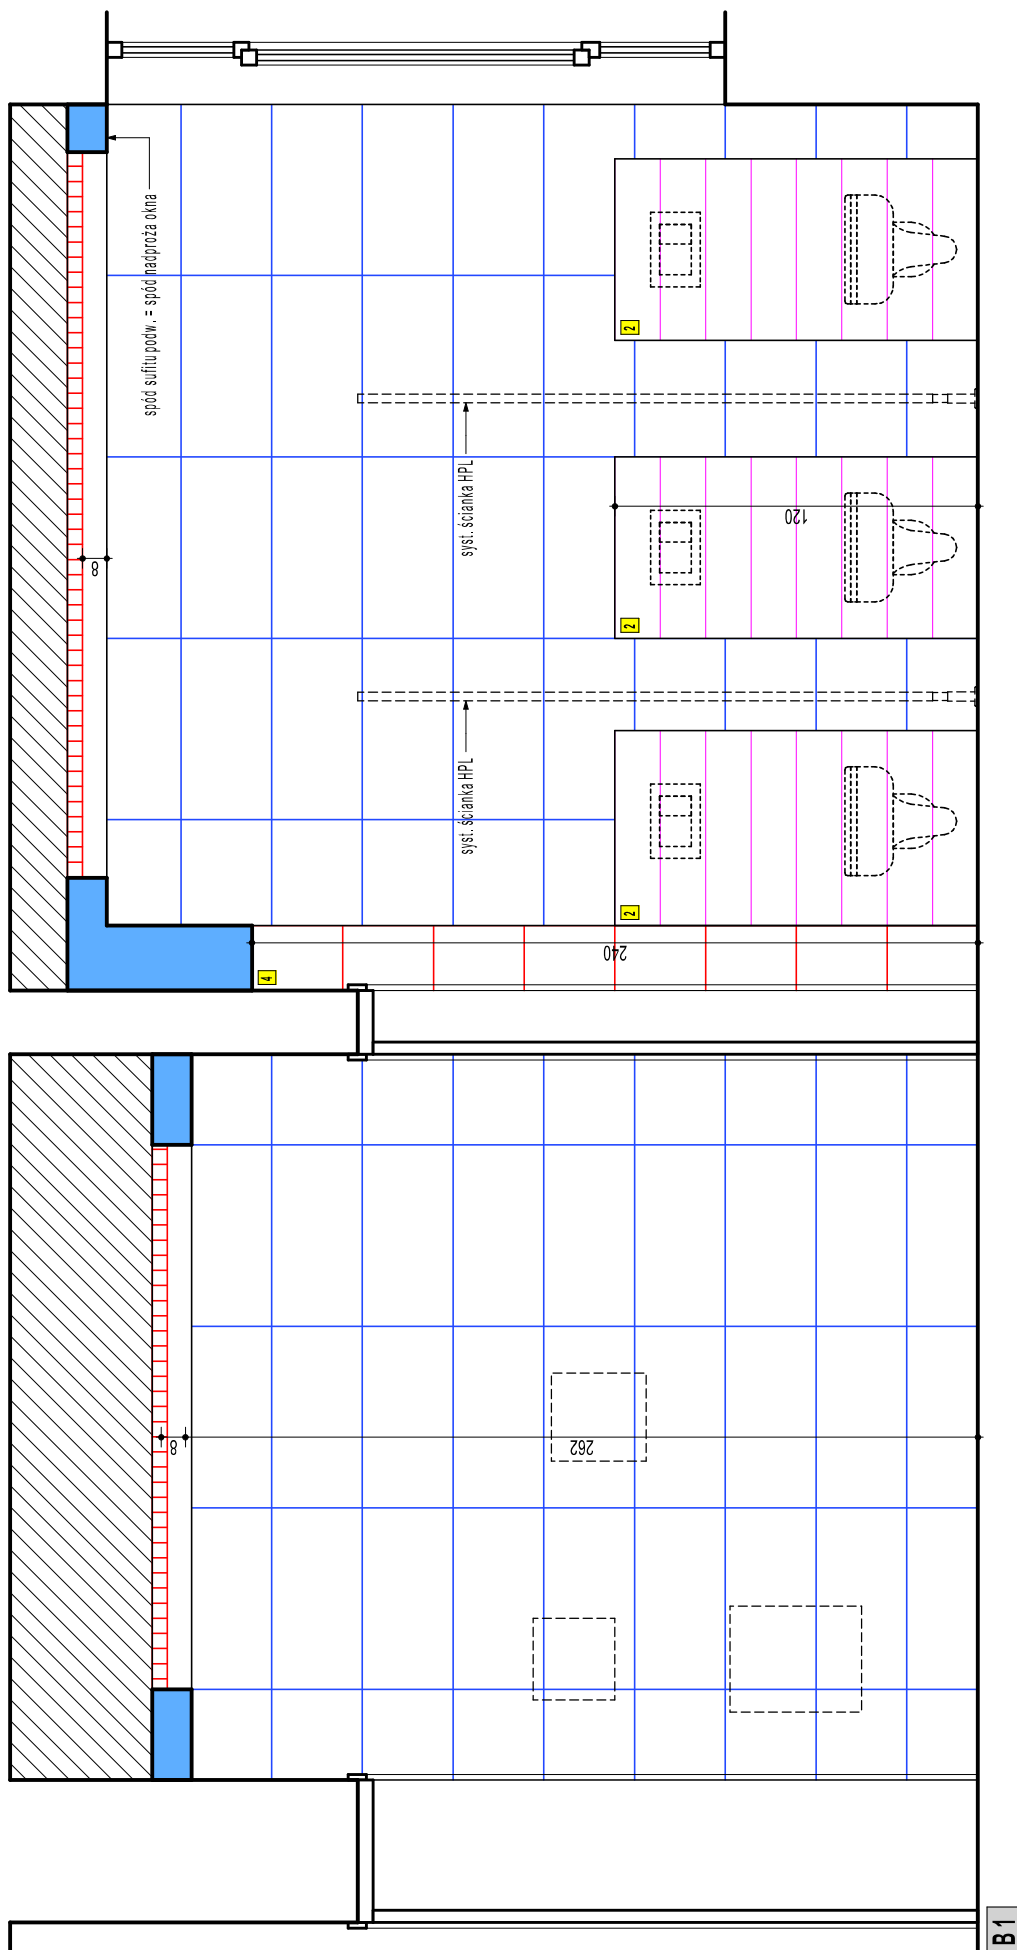 spód sufitu podw. = spód nadproża okna
8
syst. ścianka HPL
syst. ścianka HPL
2
2
2
120
240
4
8
262
B1